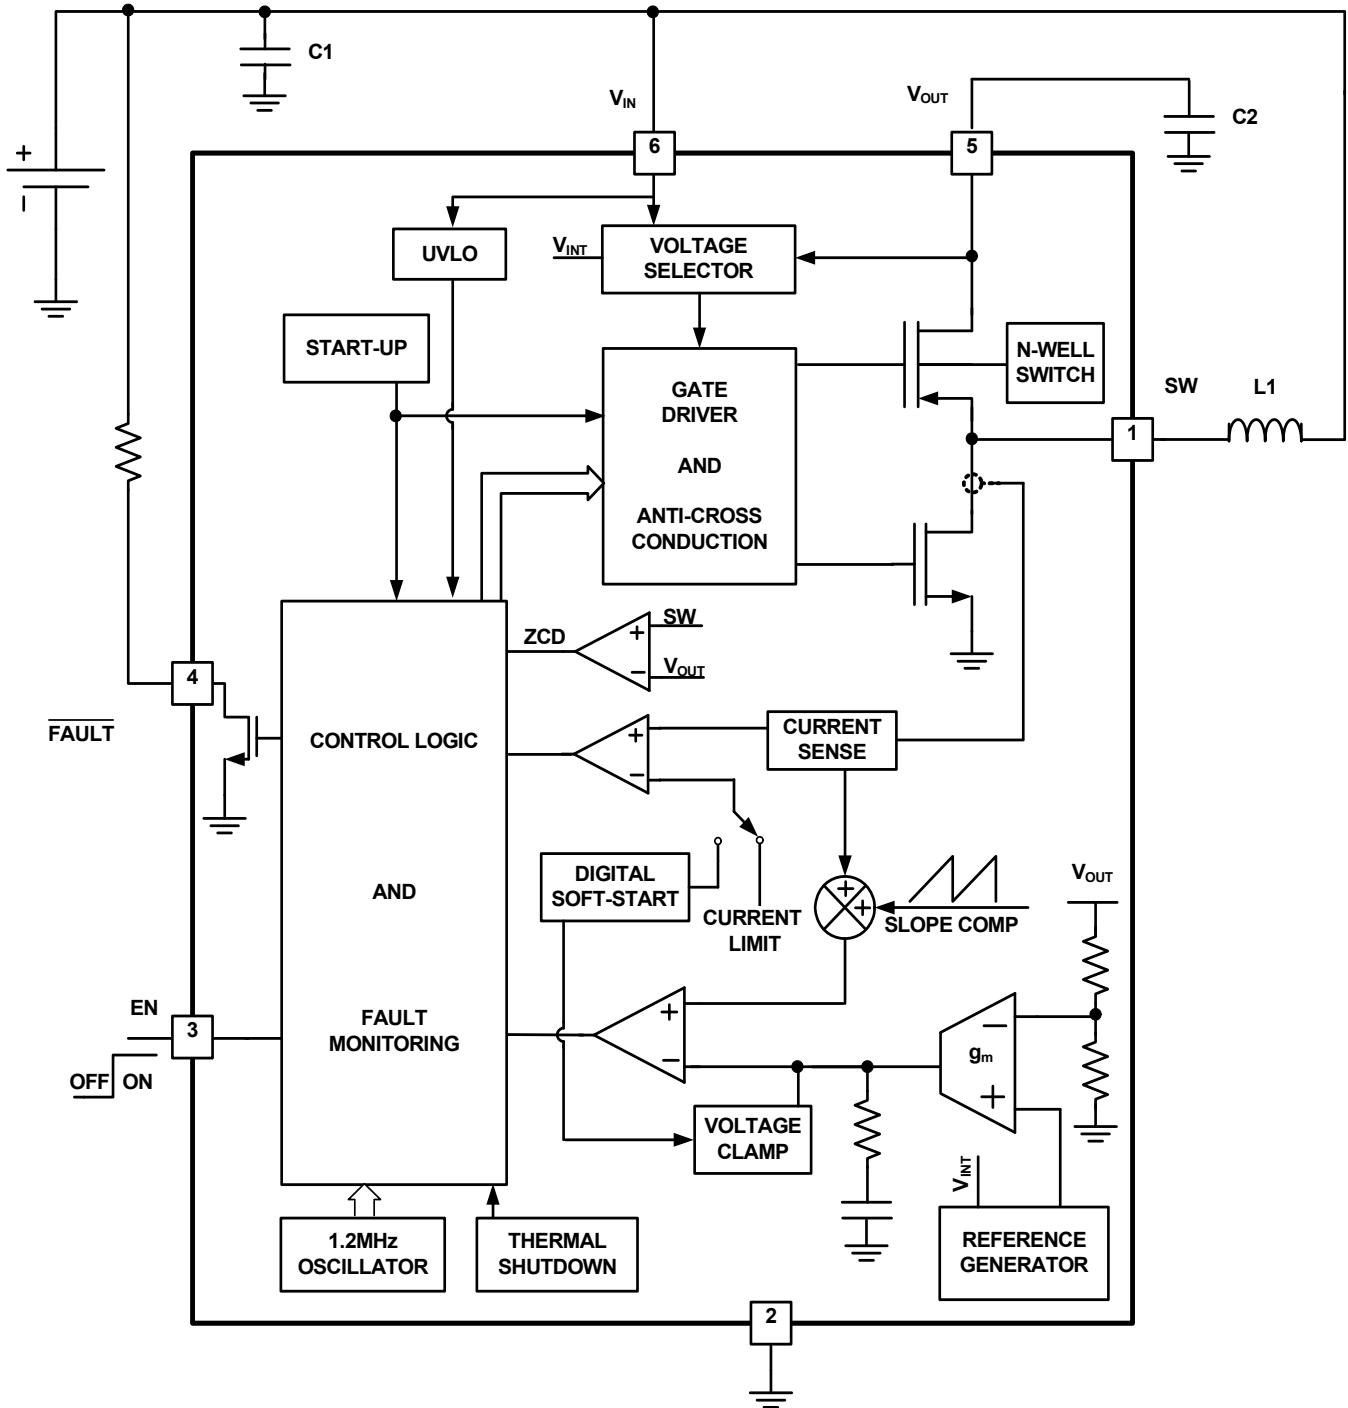 C1
VIN
VOUT
C2
6
5
+
−
UVLO
VINT
VOLTAGE
SELECTOR
START-UP
GATE
DRIVER
AND
ANTI-CROSS
CONDUCTION
N-WELL
SWITCH
SW
L1
1
ZCD
+
−
SW
VOUT
4
FAULT
CONTROL LOGIC
AND
FAULT
MONITORING
+
−
CURRENT
SENSE
DIGITAL
SOFT-START
CURRENT
LIMIT
+
+
SLOPE COMP
VOUT
EN
3
OFF
ON
+
−
gm
−
+
VOLTAGE
CLAMP
VINT
1.2MHz
OSCILLATOR
THERMAL
SHUTDOWN
REFERENCE
GENERATOR
2